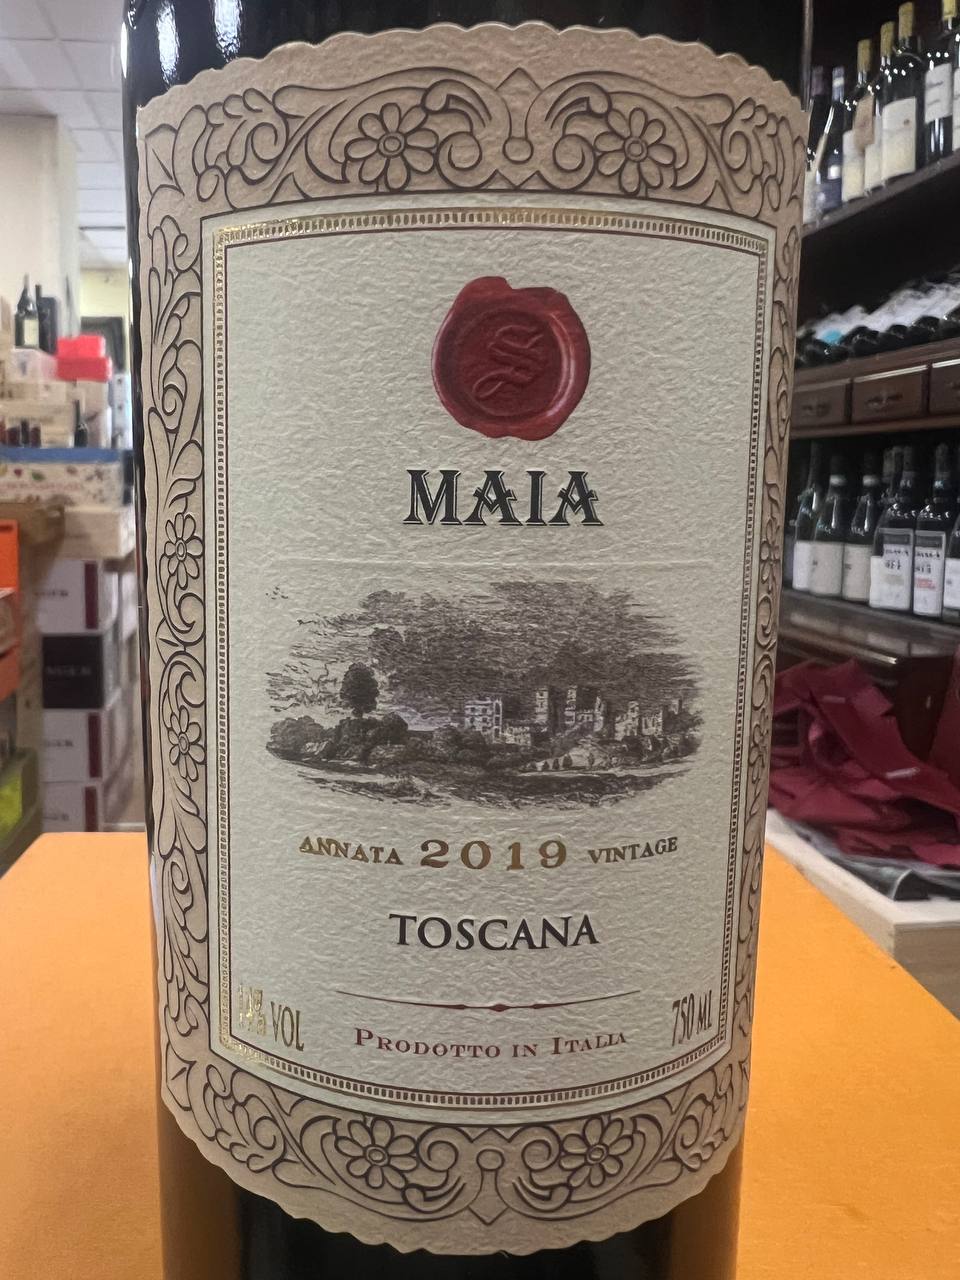 S
MAIA
ANNATA 2019 VINTAGE
TOSCANA
VOL
750 ML
PRODOTTO IN ITALIA